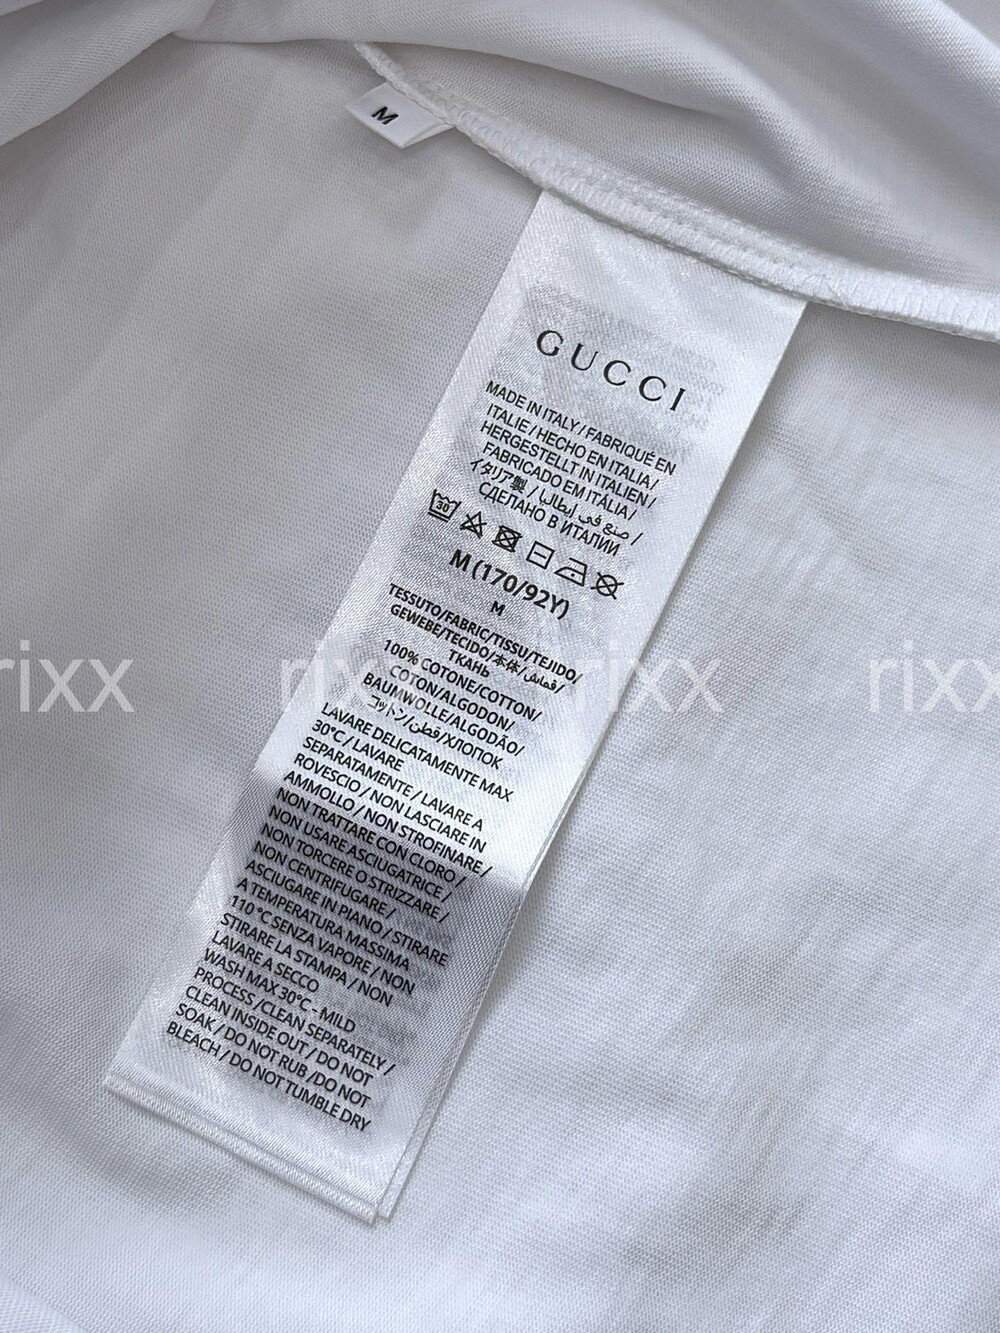 M
GUCCI
MADE IN ITALY / FABRIQUÉ EN
ITALIE / HECHO EN ITALIA /
HERGESTELLT IN ITALIEN /
FABRICADO EM ITÁLIA/
イタリア製 / صنع في إيطاليا /
СДЕЛАНО В ИТАЛИИ
30
M (170/92Y)
M
TESSUTO/FABRIC/TISSU/TEJIDO/
GEWEBE/TECIDO/本体/قماش/
ТКАНЬ
100% COTONE/COTTON/
COTON/ALGODON/
BAUMWOLLE/ALGODÃO/
コットン/قطن/ХЛОПОК
LAVARE DELICATAMENTE MAX
30°C / LAVARE
SEPARATAMENTE / LAVARE A
ROVESCIO / NON LASCIARE IN
AMMOLLO / NON STROFINARE /
NON TRATTARE CON CLORO /
NON USARE ASCIUGATRICE /
NON TORCERE O STRIZZARE /
NON CENTRIFUGARE /
ASCIUGARE IN PIANO / STIRARE
A TEMPERATURA MASSIMA
110 °C SENZA VAPORE / NON
STIRARE LA STAMPA / NON
LAVARE A SECCO
WASH MAX 30°C - MILD
PROCESS /CLEAN SEPARATELY /
CLEAN INSIDE OUT / DO NOT
SOAK / DO NOT RUB /DO NOT
BLEACH / DO NOT TUMBLE DRY
rixx rixx rixx rixx